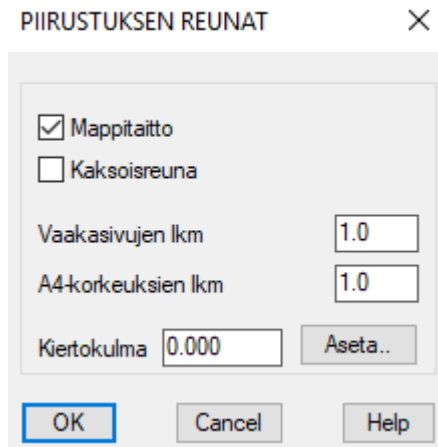 PIIRUSTUKSEN REUNAT
Mappitaitto
Kaksoisreuna
Vaakasivujen lkm 1.0
A4-korkeuksien lkm 1.0
Kiertokulma 0.000 Aseta..
OK Cancel Help